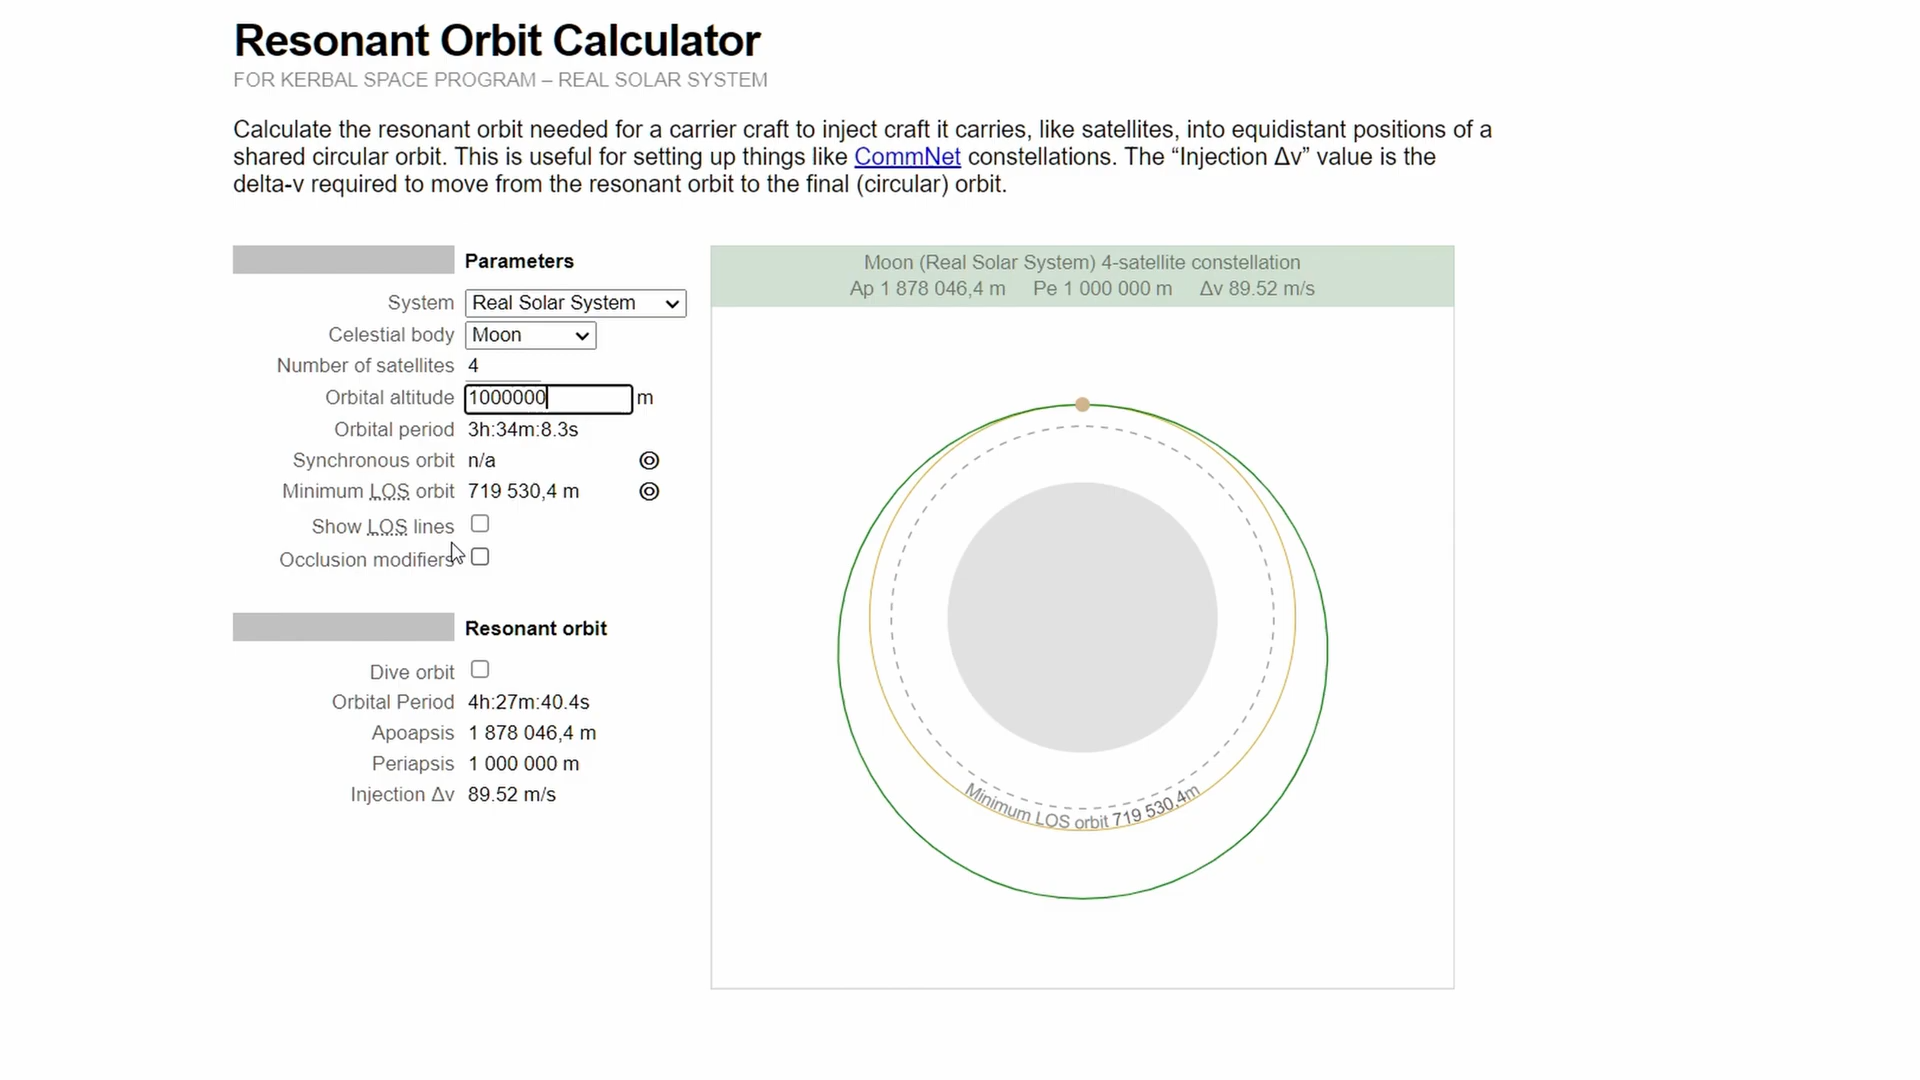 Resonant Orbit Calculator
FOR KERBAL SPACE PROGRAM – REAL SOLAR SYSTEM
Calculate the resonant orbit needed for a carrier craft to inject craft it carries, like satellites, into equidistant positions of a
shared circular orbit. This is useful for setting up things like CommNet constellations. The “Injection Δv” value is the
delta-v required to move from the resonant orbit to the final (circular) orbit.
Parameters
System Real Solar System
Celestial body Moon
Number of satellites 4
Orbital altitude 1000000 m
Orbital period 3h:34m:8.3s
Synchronous orbit n/a
Minimum LOS orbit 719 530,4 m
Show LOS lines
Occlusion modifiers
Resonant orbit
Dive orbit
Orbital Period 4h:27m:40.4s
Apoapsis 1 878 046,4 m
Periapsis 1 000 000 m
Injection Δv 89.52 m/s
Moon (Real Solar System) 4-satellite constellation
Ap 1 878 046,4 m Pe 1 000 000 m Δv 89.52 m/s
Minimum LOS orbit 719 530,4m